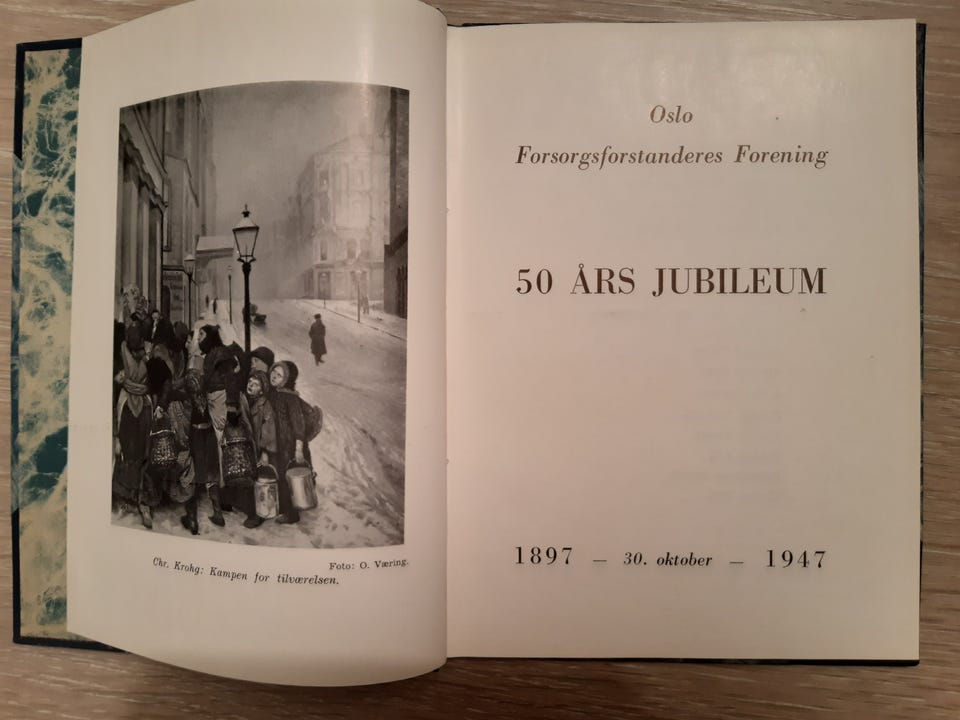 Chr. Krohg: Kampen for tilværelsen.
Foto: O. Væring.
Oslo
Forsorgsforstanderes Forening
50 ÅRS JUBILEUM
1897 — 30. oktober — 1947